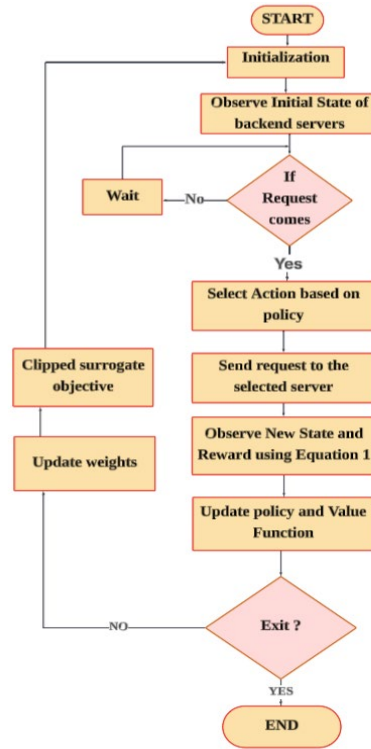 START
Initialization
Observe Initial State of
backend servers
If
Request
comes
No
Wait
Yes
Select Action based on
policy
Send request to the
selected server
Clipped surrogate
objective
Observe New State and
Reward using Equation 1
Update weights
Update policy and Value
Function
Exit ?
NO
YES
END